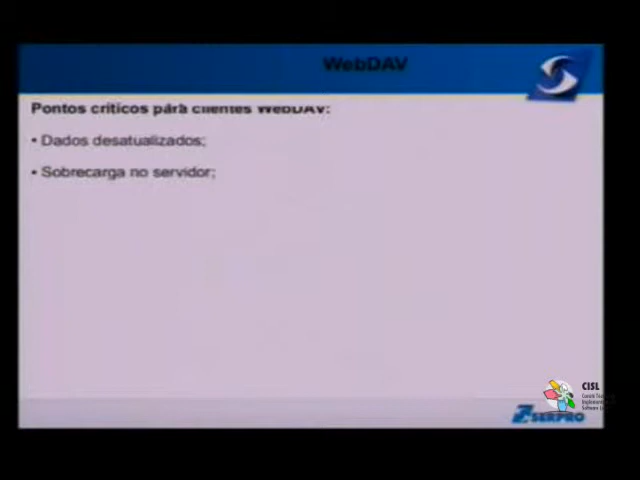 WebDAV
Pontos críticos para clientes WebDAV:
• Dados desatualizados;
• Sobrecarga no servidor;
CISL
SERPRO